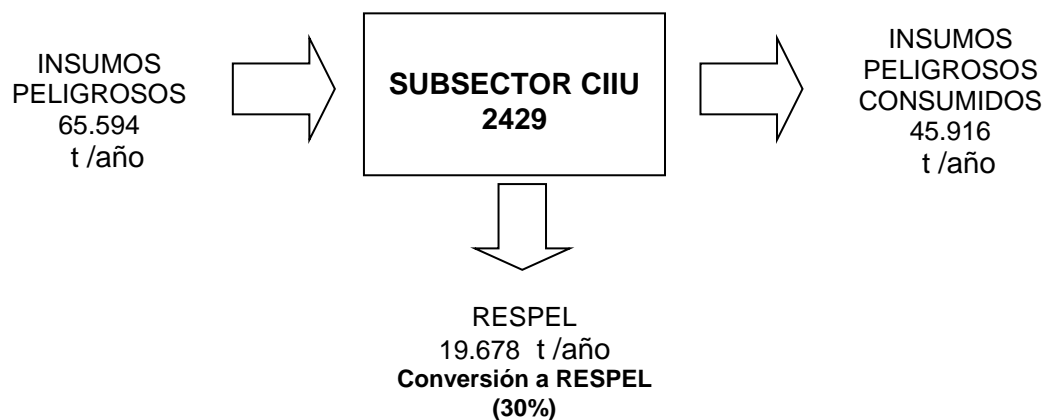 INSUMOS
PELIGROSOS
65.594
t /año
SUBSECTOR CIIU
2429
INSUMOS
PELIGROSOS
CONSUMIDOS
45.916
t /año
RESPEL
19.678 t /año
Conversión a RESPEL
(30%)